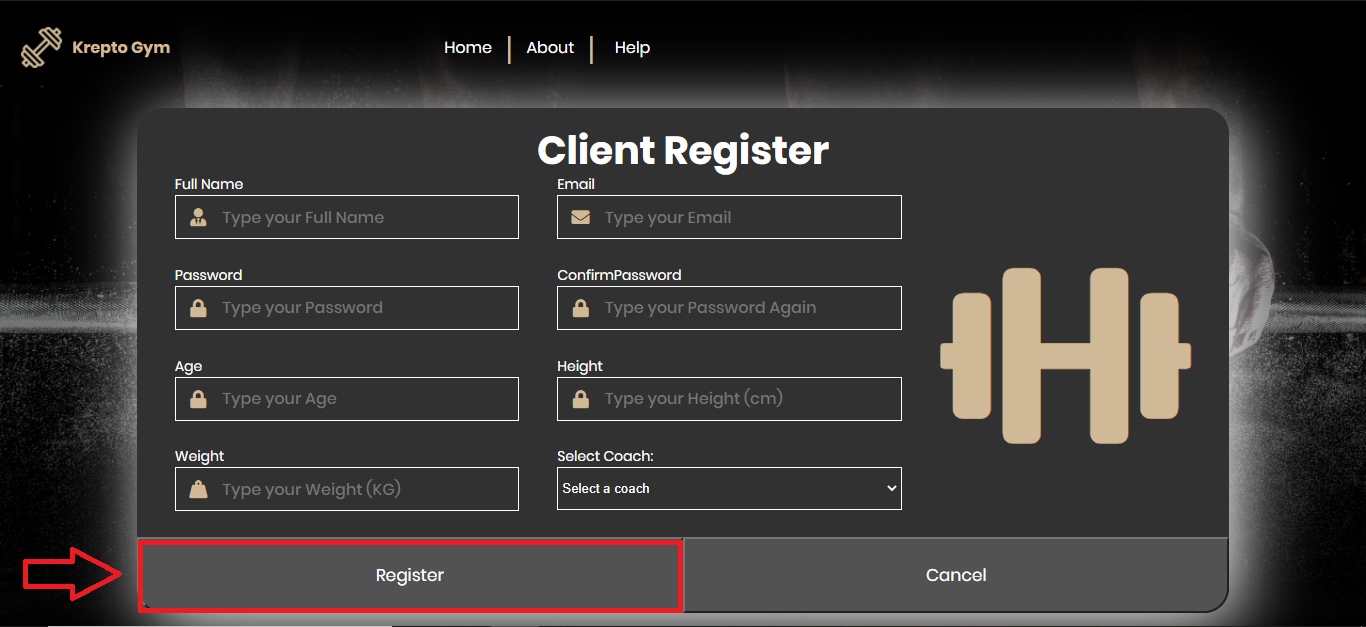 Krepto Gym
Home About Help
Client Register
Full Name Email
Type your Full Name Type your Email
Password ConfirmPassword
Type your Password Type your Password Again
Age Height
Type your Age Type your Height (cm)
Weight Select Coach:
Type your Weight (KG) Select a coach
Register Cancel